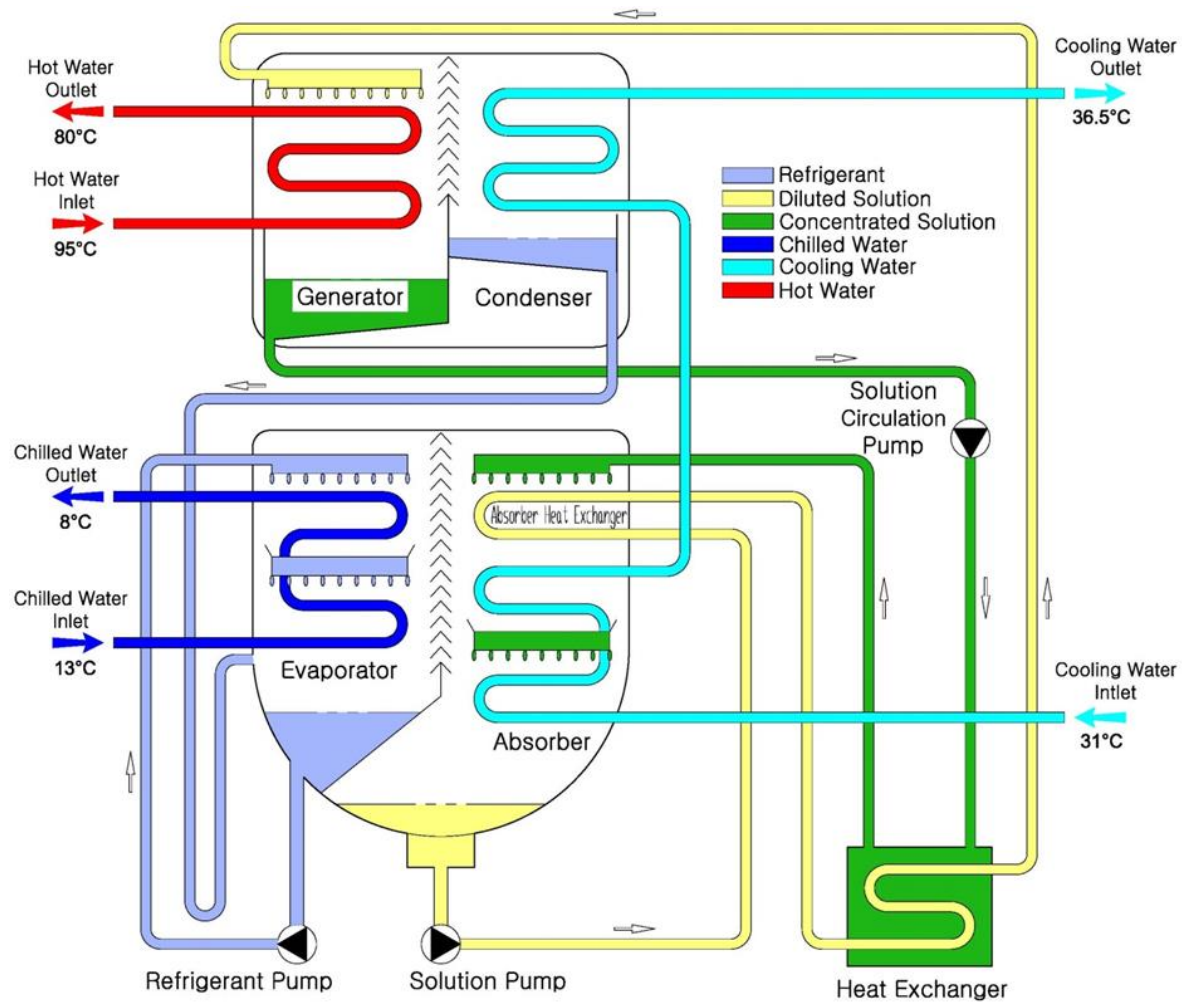 Hot Water
Outlet
80°C
Hot Water
Inlet
95°C
Cooling Water
Outlet
36.5°C
Refrigerant
Diluted Solution
Concentrated Solution
Chilled Water
Cooling Water
Hot Water
Generator
Condenser
Solution
Circulation
Pump
Chilled Water
Outlet
8°C
Absorber Heat Exchanger
Chilled Water
Inlet
13°C
Evaporator
Absorber
Cooling Water
Intlet
31°C
Refrigerant Pump
Solution Pump
Heat Exchanger